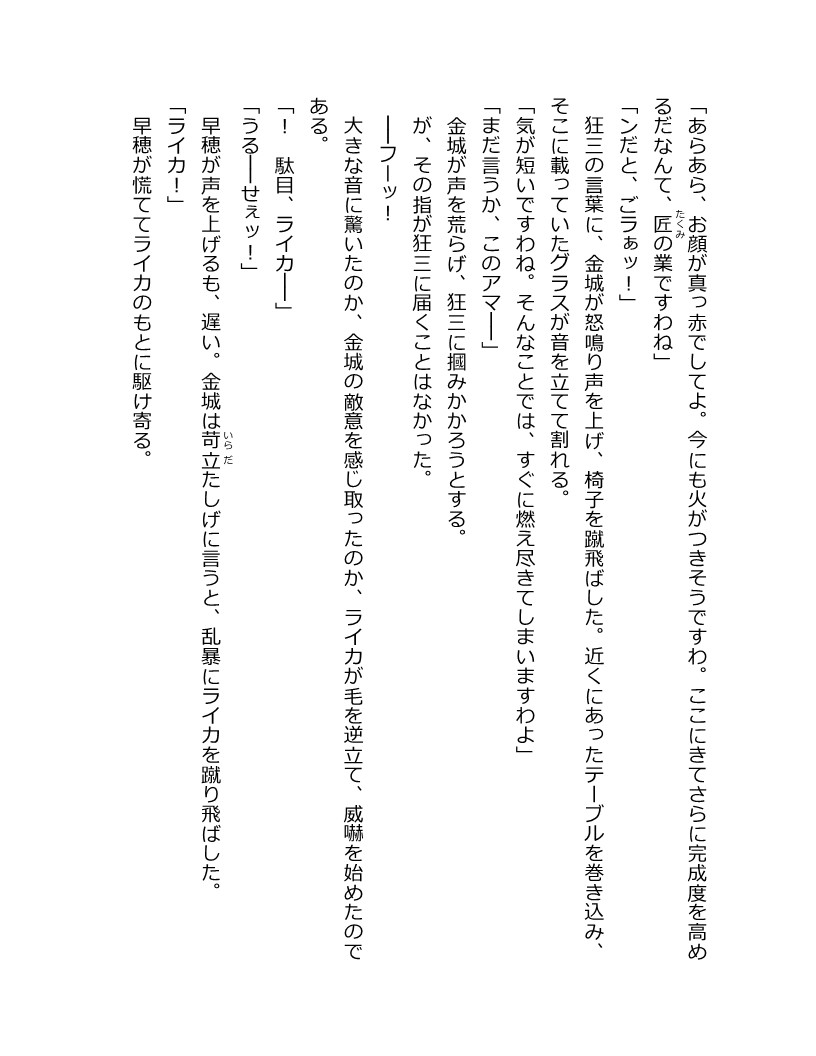 「あらあら、お顔が真っ赤でしてよ。今にも火がつきそうですわ。ここにきてさらに完成度を高め
るだなんて、匠の業ですわね」
「ンだと、ごラぁッ！」
狂三の言葉に、金城が怒鳴り声を上げ、椅子を蹴飛ばした。近くにあったテーブルを巻き込み、
そこに載っていたグラスが音を立てて割れる。
「気が短いですわね。そんなことでは、すぐに燃え尽きてしまいますわよ」
「まだ言うか、このアマ――」
金城が声を荒らげ、狂三に摑みかかろうとする。
が、その指が狂三に届くことはなかった。
――フーッ！
大きな音に驚いたのか、金城の敵意を感じ取ったのか、ライカが毛を逆立て、威嚇を始めたので
ある。
「！　駄目、ライカ――」
「うる――せぇッ！」
早穂が声を上げるも、遅い。金城は苛立たしげに言うと、乱暴にライカを蹴り飛ばした。
「ライカ！」
早穂が慌ててライカのもとに駆け寄る。